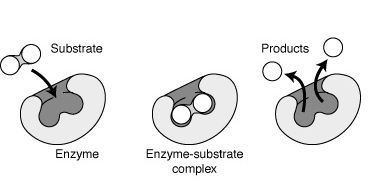 Substrate
Products
Enzyme
Enzyme-substrate
complex